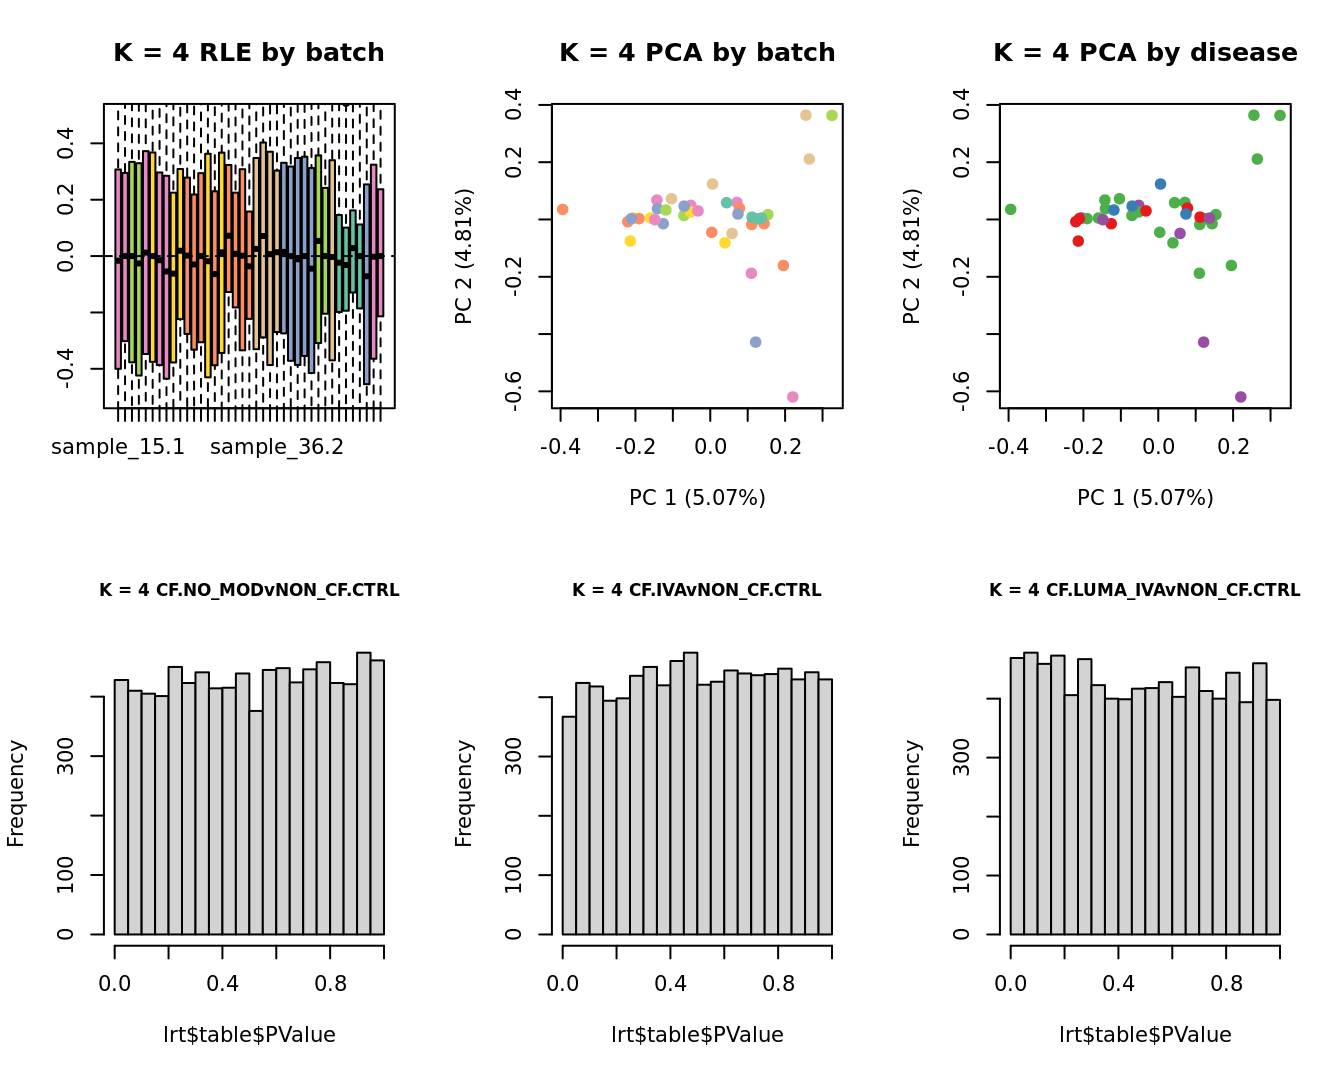 K = 4 RLE by batch
0.4
0.2
0.0
-0.4
sample_15.1 sample_36.2
K = 4 PCA by batch
PC 2 (4.81%)
0.4
0.2
-0.2
-0.6
-0.4 -0.2 0.0 0.2
PC 1 (5.07%)
K = 4 PCA by disease
PC 2 (4.81%)
0.4
0.2
-0.2
-0.6
-0.4 -0.2 0.0 0.2
PC 1 (5.07%)
K = 4 CF.NO_MODvNON_CF.CTRL
Frequency
300
100
0
0.0 0.4 0.8
lrt$table$PValue
K = 4 CF.IVAvNON_CF.CTRL
Frequency
300
100
0
0.0 0.4 0.8
lrt$table$PValue
K = 4 CF.LUMA_IVAvNON_CF.CTRL
Frequency
300
100
0
0.0 0.4 0.8
lrt$table$PValue